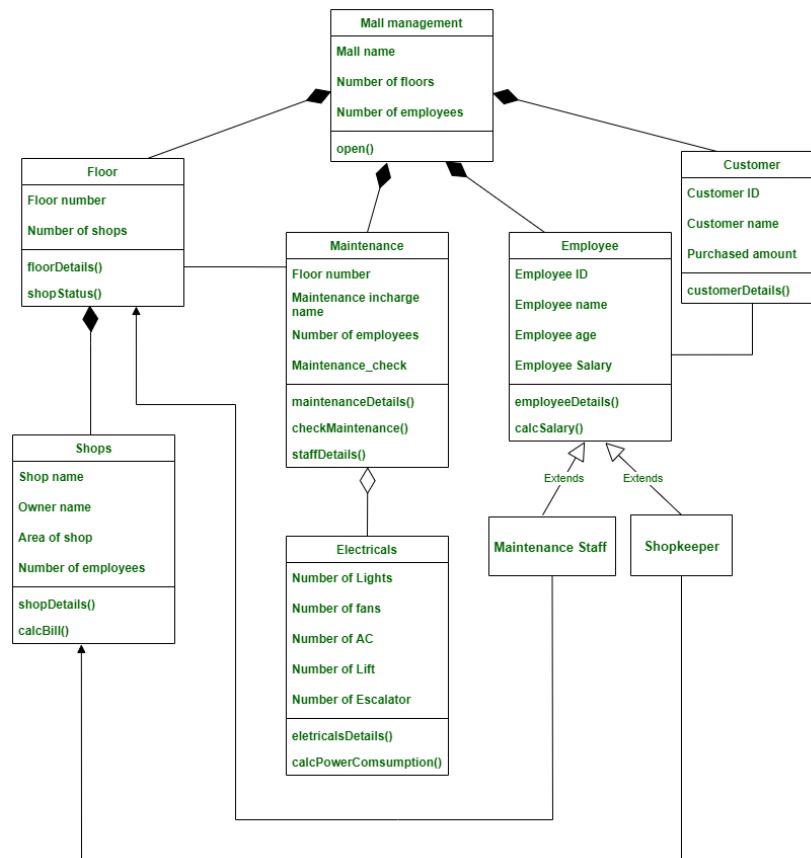 Mall management
Mall name
Number of floors
Number of employees
open()
Floor
Floor number
Number of shops
floorDetails()
shopStatus()
Maintenance
Floor number
Maintenance incharge
name
Number of employees
Maintenance_check
maintenanceDetails()
checkMaintenance()
staffDetails()
Employee
Employee ID
Employee name
Employee age
Employee Salary
employeeDetails()
calcSalary()
Customer
Customer ID
Customer name
Purchased amount
customerDetails()
Shops
Shop name
Owner name
Area of shop
Number of employees
shopDetails()
calcBill()
Electricals
Number of Lights
Number of fans
Number of AC
Number of Lift
Number of Escalator
eletricalsDetails()
calcPowerComsumption()
Extends
Extends
Maintenance Staff
Shopkeeper